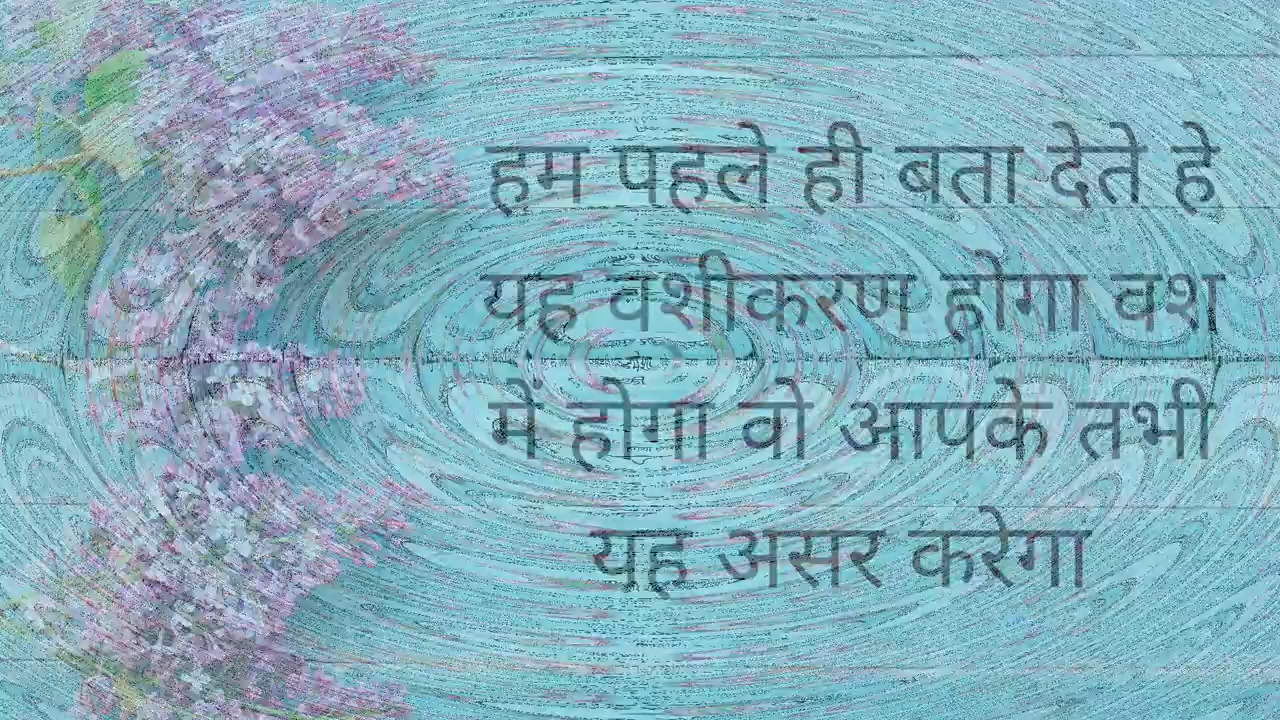 हम पहले ही बता देते हे
यह वशीकरण होगा वश
में होगा वो आपके तभी
यह असर करेगा